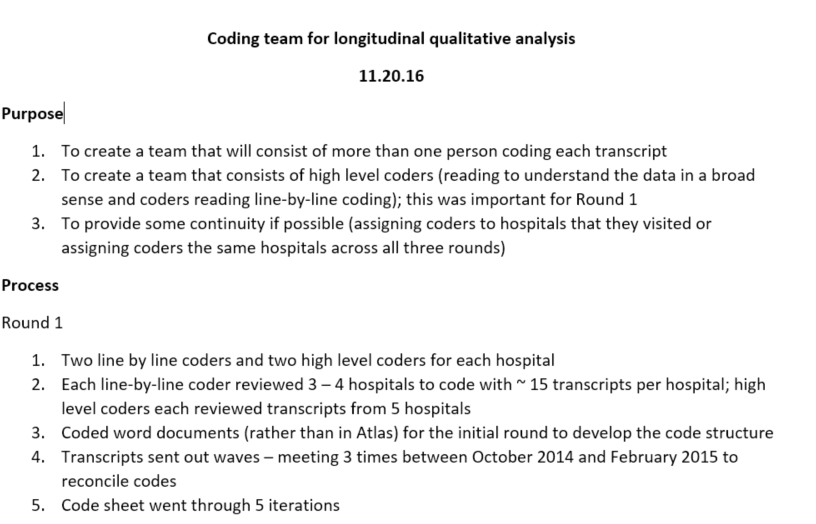 Coding team for longitudinal qualitative analysis
11.20.16
Purpose
1. To create a team that will consist of more than one person coding each transcript
2. To create a team that consists of high level coders (reading to understand the data in a broad
sense and coders reading line-by-line coding); this was important for Round 1
3. To provide some continuity if possible (assigning coders to hospitals that they visited or
assigning coders the same hospitals across all three rounds)
Process
Round 1
1. Two line by line coders and two high level coders for each hospital
2. Each line-by-line coder reviewed 3 – 4 hospitals to code with ~ 15 transcripts per hospital; high
level coders each reviewed transcripts from 5 hospitals
3. Coded word documents (rather than in Atlas) for the initial round to develop the code structure
4. Transcripts sent out waves – meeting 3 times between October 2014 and February 2015 to
reconcile codes
5. Code sheet went through 5 iterations